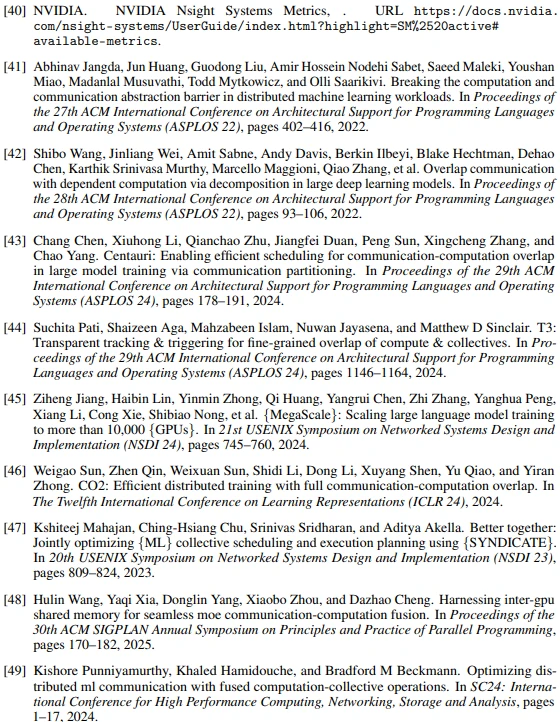 [40] NVIDIA. NVIDIA Nsight Systems Metrics, . URL https://docs.nvidia.
com/nsight-systems/UserGuide/index.html?highlight=SM%2520active#
available-metrics.
[41] Abhinav Jangda, Jun Huang, Guodong Liu, Amir Hossein Nodehi Sabet, Saeed Maleki, Youshan
Miao, Madanlal Musuvathi, Todd Mytkowicz, and Olli Saarikivi. Breaking the computation and
communication abstraction barrier in distributed machine learning workloads. In Proceedings of
the 27th ACM International Conference on Architectural Support for Programming Languages
and Operating Systems (ASPLOS 22), pages 402–416, 2022.
[42] Shibo Wang, Jinliang Wei, Amit Sabne, Andy Davis, Berkin Ilbeyi, Blake Hechtman, Dehao
Chen, Karthik Srinivasa Murthy, Marcello Maggioni, Qiao Zhang, et al. Overlap communication
with dependent computation via decomposition in large deep learning models. In Proceedings of
the 28th ACM International Conference on Architectural Support for Programming Languages
and Operating Systems (ASPLOS 22), pages 93–106, 2022.
[43] Chang Chen, Xiuhong Li, Qianchao Zhu, Jiangfei Duan, Peng Sun, Xingcheng Zhang, and
Chao Yang. Centauri: Enabling efficient scheduling for communication-computation overlap
in large model training via communication partitioning. In Proceedings of the 29th ACM
International Conference on Architectural Support for Programming Languages and Operating
Systems (ASPLOS 24), pages 178–191, 2024.
[44] Suchita Pati, Shaizeen Aga, Mahzabeen Islam, Nuwan Jayasena, and Matthew D Sinclair. T3:
Transparent tracking & triggering for fine-grained overlap of compute & collectives. In Pro-
ceedings of the 29th ACM International Conference on Architectural Support for Programming
Languages and Operating Systems (ASPLOS 24), pages 1146–1164, 2024.
[45] Ziheng Jiang, Haibin Lin, Yinmin Zhong, Qi Huang, Yangrui Chen, Zhi Zhang, Yanghua Peng,
Xiang Li, Cong Xie, Shibiao Nong, et al. {MegaScale}: Scaling large language model training
to more than 10,000 {GPUs}. In 21st USENIX Symposium on Networked Systems Design and
Implementation (NSDI 24), pages 745–760, 2024.
[46] Weigao Sun, Zhen Qin, Weixuan Sun, Shidi Li, Dong Li, Xuyang Shen, Yu Qiao, and Yiran
Zhong. CO2: Efficient distributed training with full communication-computation overlap. In
The Twelfth International Conference on Learning Representations (ICLR 24), 2024.
[47] Kshiteej Mahajan, Ching-Hsiang Chu, Srinivas Sridharan, and Aditya Akella. Better together:
Jointly optimizing {ML} collective scheduling and execution planning using {SYNDICATE}.
In 20th USENIX Symposium on Networked Systems Design and Implementation (NSDI 23),
pages 809–824, 2023.
[48] Hulin Wang, Yaqi Xia, Donglin Yang, Xiaobo Zhou, and Dazhao Cheng. Harnessing inter-gpu
shared memory for seamless moe communication-computation fusion. In Proceedings of the
30th ACM SIGPLAN Annual Symposium on Principles and Practice of Parallel Programming,
pages 170–182, 2025.
[49] Kishore Punniyamurthy, Khaled Hamidouche, and Bradford M Beckmann. Optimizing dis-
tributed ml communication with fused computation-collective operations. In SC24: Interna-
tional Conference for High Performance Computing, Networking, Storage and Analysis, pages
1–17, 2024.